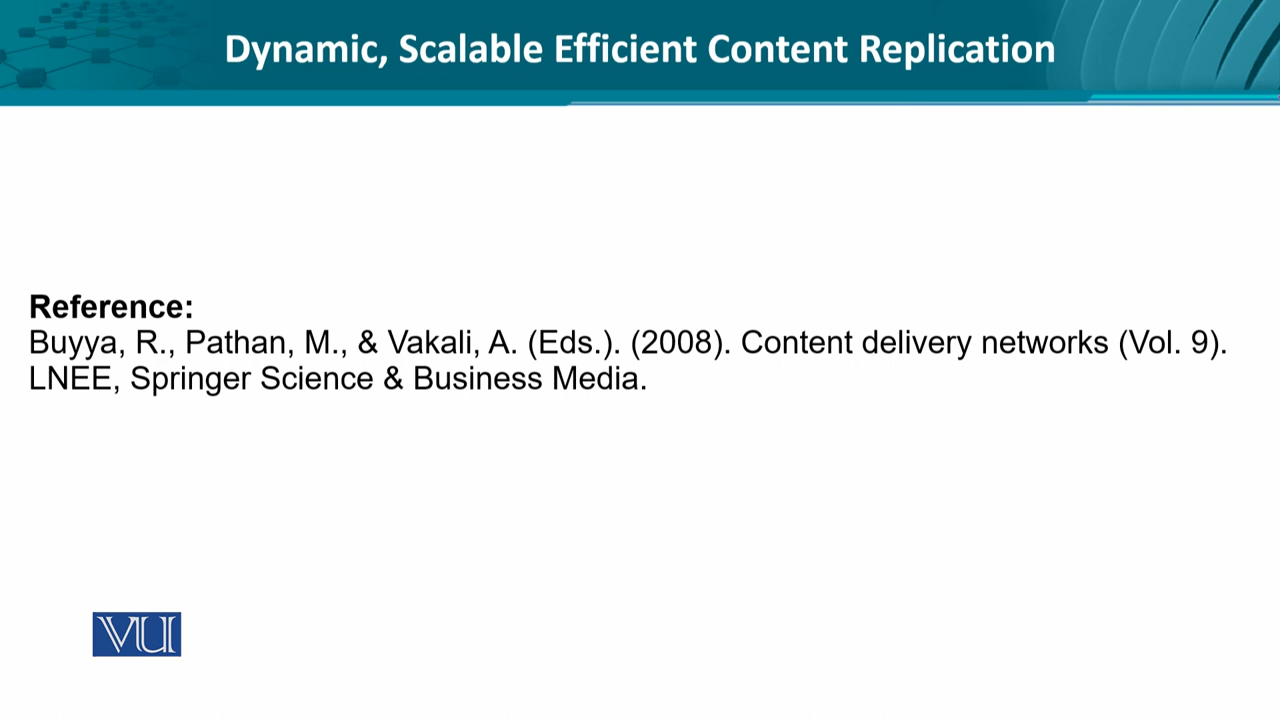 Dynamic, Scalable Efficient Content Replication
Reference:
Buyya, R., Pathan, M., & Vakali, A. (Eds.). (2008). Content delivery networks (Vol. 9).
LNEE, Springer Science & Business Media.
VU